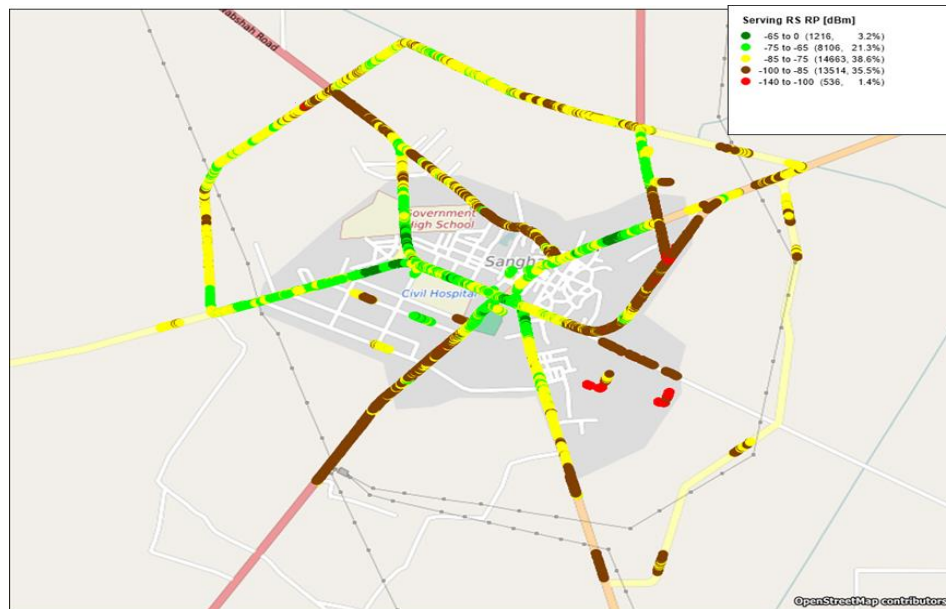 Serving RS RP [dBm]
-65 to 0 (1216, 3.2%)
-75 to -65 (8106, 21.3%)
-85 to -75 (14663, 38.6%)
-100 to -85 (13514, 35.5%)
-140 to -100 (536, 1.4%)
Road
Government
High School
Civil Hospital
OpenStreetMap contributors